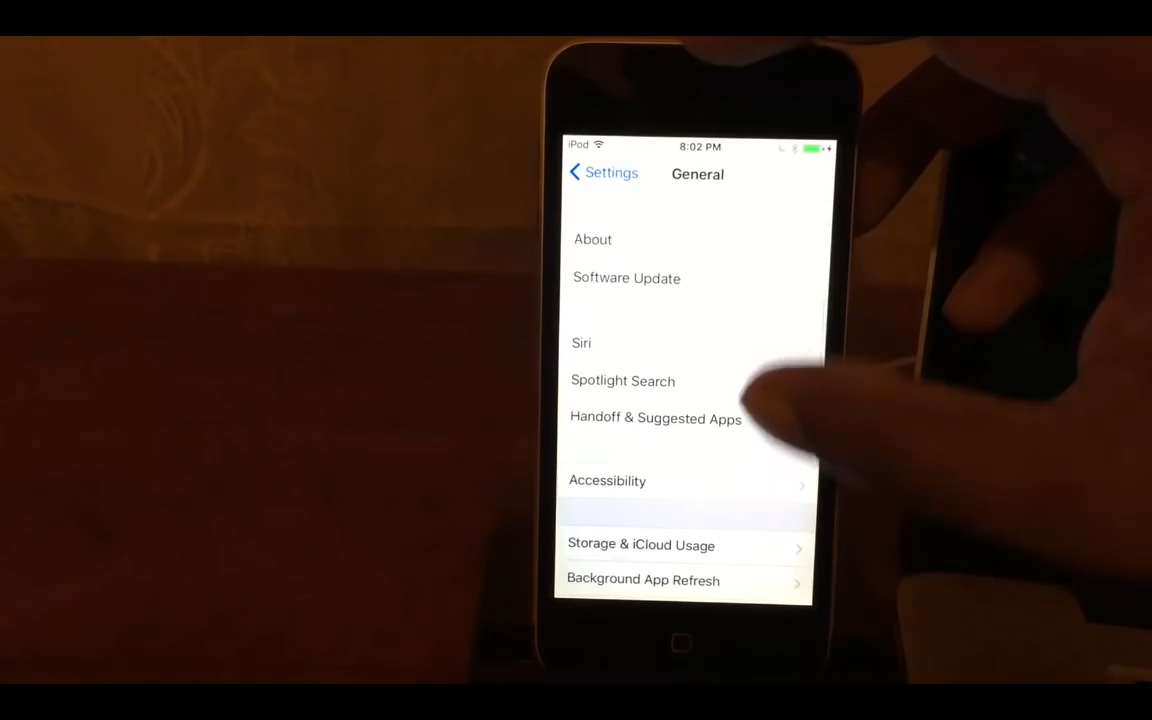 iPod 8:02 PM
Settings General
About
Software Update
Siri
Spotlight Search
Handoff & Suggested Apps
Accessibility
Storage & iCloud Usage
Background App Refresh